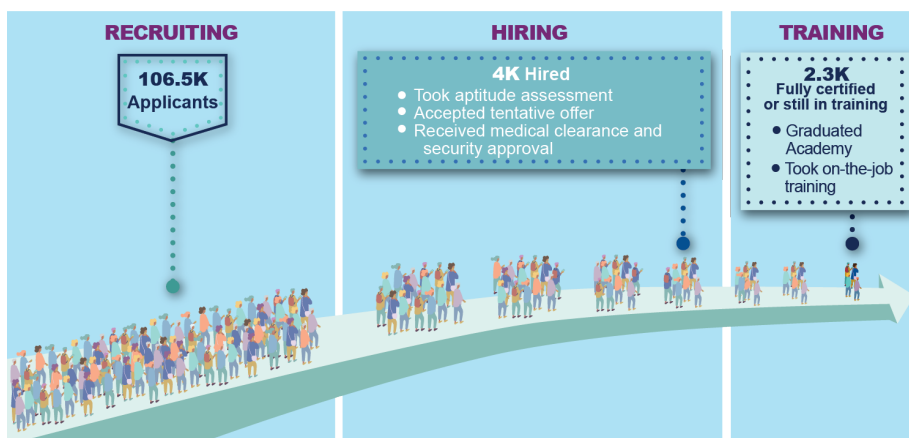 RECRUITING
106.5K
Applicants
HIRING
4K Hired
• Took aptitude assessment
• Accepted tentative offer
• Received medical clearance and
security approval
TRAINING
2.3K
Fully certified
or still in training
• Graduated
Academy
• Took on-the-job
training